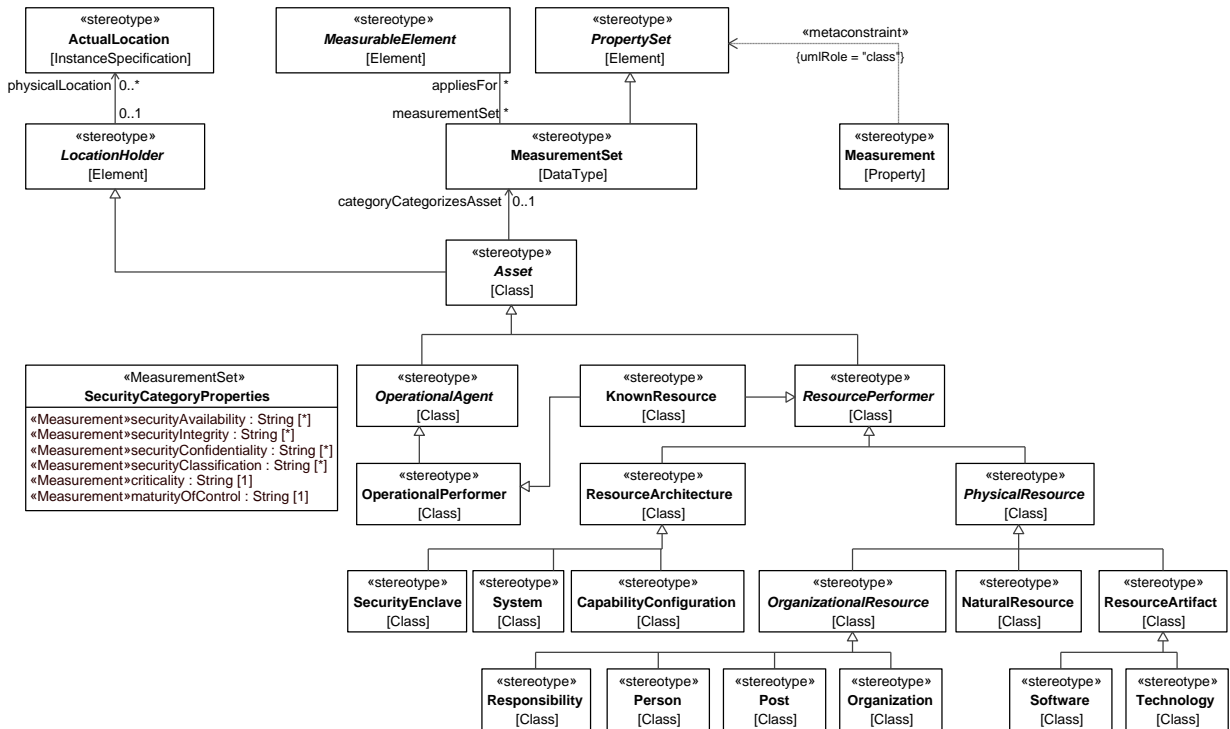 «stereotype»
ActualLocation
[InstanceSpecification]
«stereotype»
MeasurableElement
[Element]
«stereotype»
PropertySet
[Element]
«metaconstraint»
{umlRole = "class"}
physicalLocation 0..*
0..1
appliesFor *
measurementSet *
«stereotype»
LocationHolder
[Element]
«stereotype»
MeasurementSet
[DataType]
«stereotype»
Measurement
[Property]
categoryCategorizesAsset 0..1
«stereotype»
Asset
[Class]
«MeasurementSet»
SecurityCategoryProperties
«Measurement»securityAvailability : String [*]
«Measurement»securityIntegrity : String [*]
«Measurement»securityConfidentiality : String [*]
«Measurement»securityClassification : String [*]
«Measurement»criticality : String [1]
«Measurement»maturityOfControl : String [1]
«stereotype»
OperationalAgent
[Class]
«stereotype»
KnownResource
[Class]
«stereotype»
ResourcePerformer
[Class]
«stereotype»
OperationalPerformer
[Class]
«stereotype»
ResourceArchitecture
[Class]
«stereotype»
PhysicalResource
[Class]
«stereotype»
SecurityEnclave
[Class]
«stereotype»
System
[Class]
«stereotype»
CapabilityConfiguration
[Class]
«stereotype»
OrganizationalResource
[Class]
«stereotype»
NaturalResource
[Class]
«stereotype»
ResourceArtifact
[Class]
«stereotype»
Responsibility
[Class]
«stereotype»
Person
[Class]
«stereotype»
Post
[Class]
«stereotype»
Organization
[Class]
«stereotype»
Software
[Class]
«stereotype»
Technology
[Class]